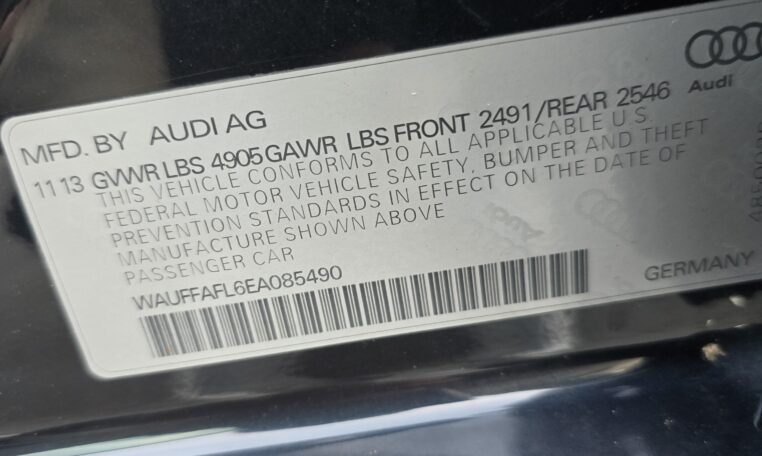 Audi
MFD. BY AUDI AG
11 13 GVWR LBS 4905 GAWR LBS FRONT 2491/REAR 2546
THIS VEHICLE CONFORMS TO ALL APPLICABLE U S
FEDERAL MOTOR VEHICLE SAFETY, BUMPER AND THEFT
PREVENTION STANDARDS IN EFFECT ON THE DATE OF
MANUFACTURE SHOWN ABOVE
PASSENGER CAR
WAUFFAFL6EA085490
GERMANY